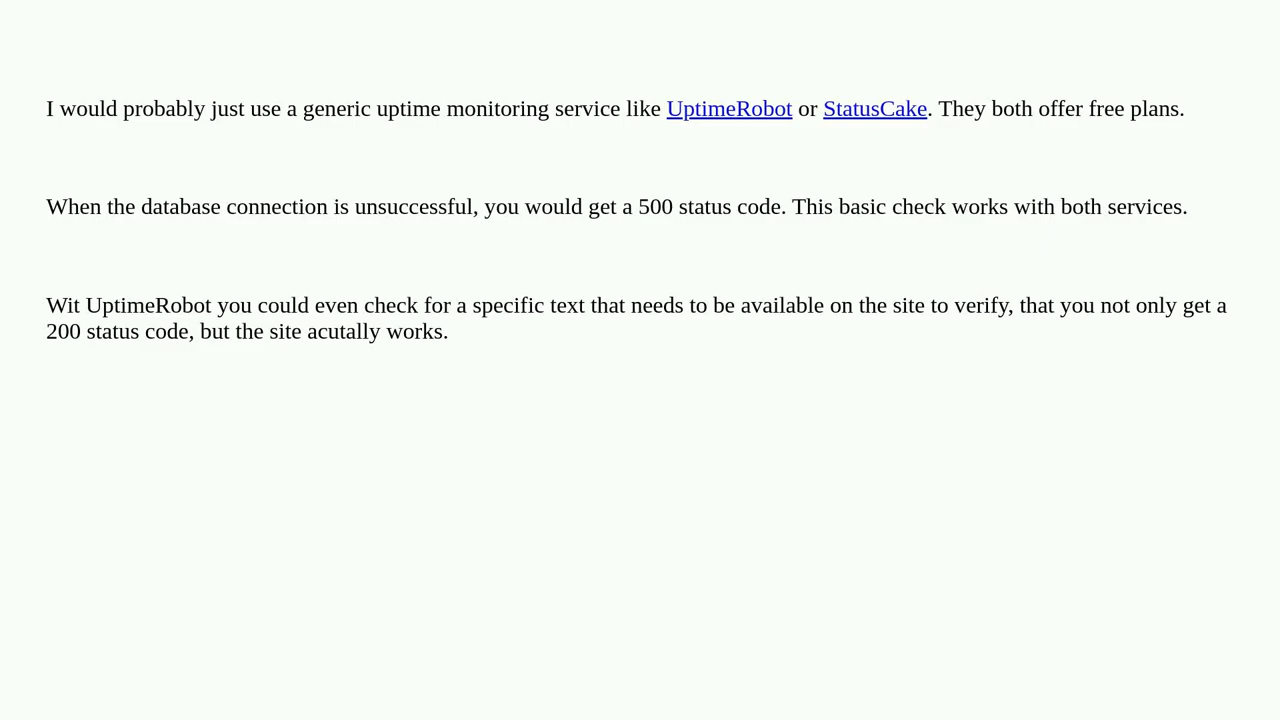 I would probably just use a generic uptime monitoring service like UptimeRobot or StatusCake. They both offer free plans.
When the database connection is unsuccessful, you would get a 500 status code. This basic check works with both services.
Wit UptimeRobot you could even check for a specific text that needs to be available on the site to verify, that you not only get a
200 status code, but the site acutally works.